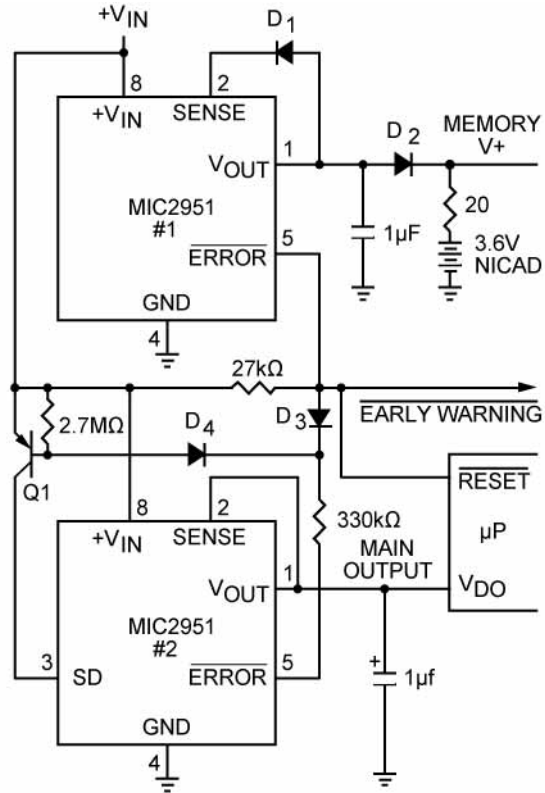 +VIN
D1
8
2
+VIN
SENSE
D2
MEMORY
V+
1
VOUT
MIC2951
#1
20
1µF
5
3.6V
NICAD
ERROR
GND
4
27kΩ
EARLY WARNING
2.7MΩ
D4
D3
Q1
8
2
RESET
330kΩ
+VIN
SENSE
µP
MAIN
OUTPUT
1
VOUT
VDO
MIC2951
#2
3
5
SD
ERROR
+
1µf
GND
4